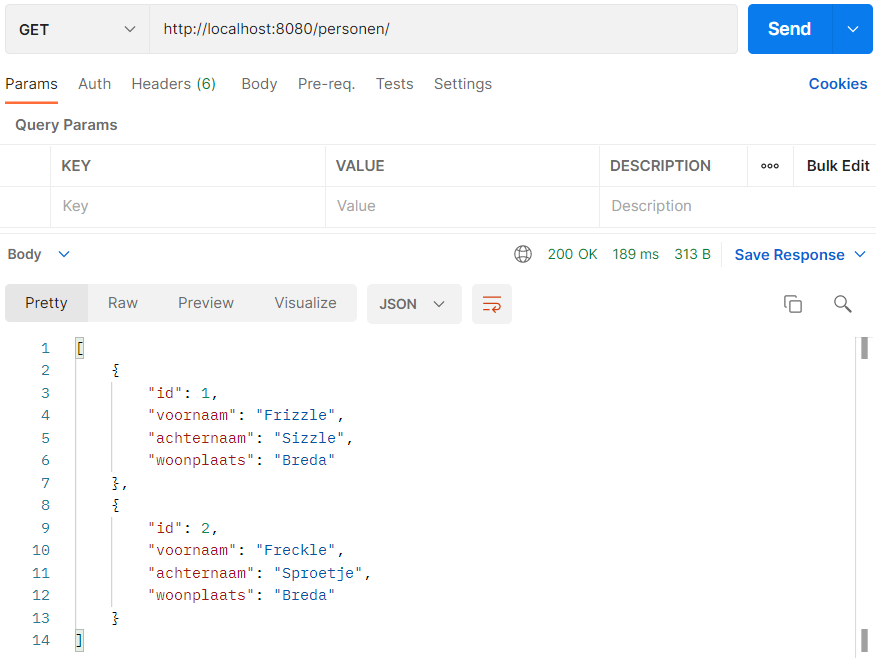 GET http://localhost:8080/personen/ Send
Params Auth Headers (6) Body Pre-req. Tests Settings Cookies
Query Params
KEY VALUE DESCRIPTION ooo Bulk Edit
Key Value Description
Body 200 OK 189 ms 313 B Save Response
Pretty Raw Preview Visualize JSON
1 [
2 {
3 "id": 1,
4 "voornaam": "Frizzle",
5 "achternaam": "Sizzle",
6 "woonplaats": "Breda"
7 },
8 {
9 "id": 2,
10 "voornaam": "Freckle",
11 "achternaam": "Sproetje",
12 "woonplaats": "Breda"
13 }
14 ]